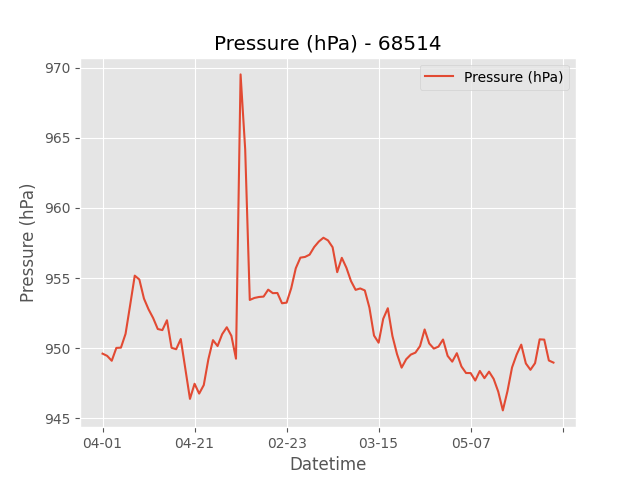 Pressure (hPa) - 68514
Pressure (hPa)
970
965
960
955
950
945
Pressure (hPa)
04-01
04-21
02-23
03-15
05-07
Datetime